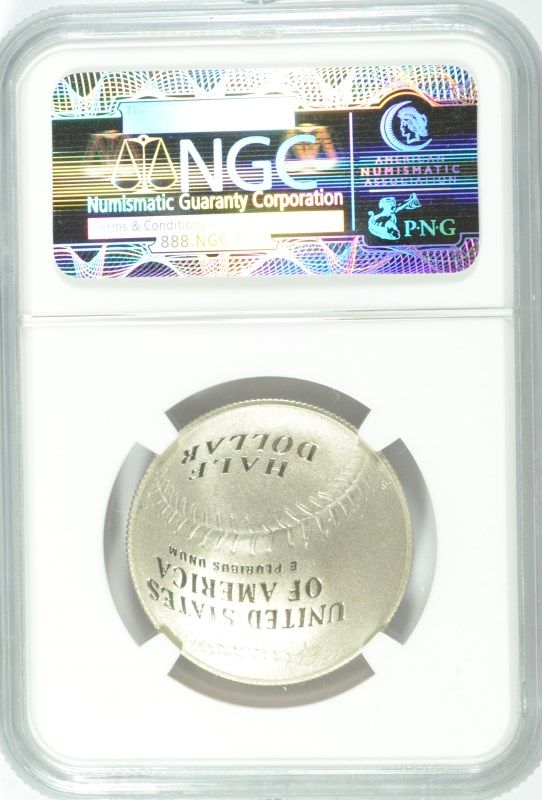 NGC
Numismatic Guaranty Corporation
Terms & Conditions
888.NGC
AMERICAN
NUMISMATIC
ASSOCIATION
P·N·G
UNITED STATES
OF AMERICA
E PLURIBUS UNUM
HALF
DOLLAR